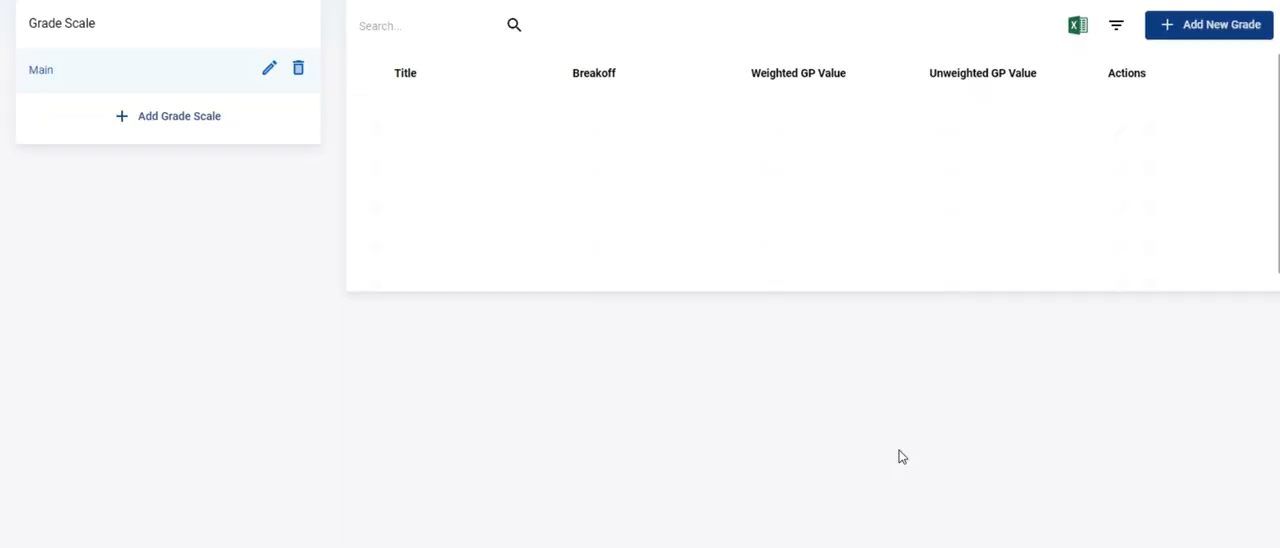 Grade Scale
Main
Add Grade Scale
Search...
Add New Grade
Title Breakoff Weighted GP Value Unweighted GP Value Actions